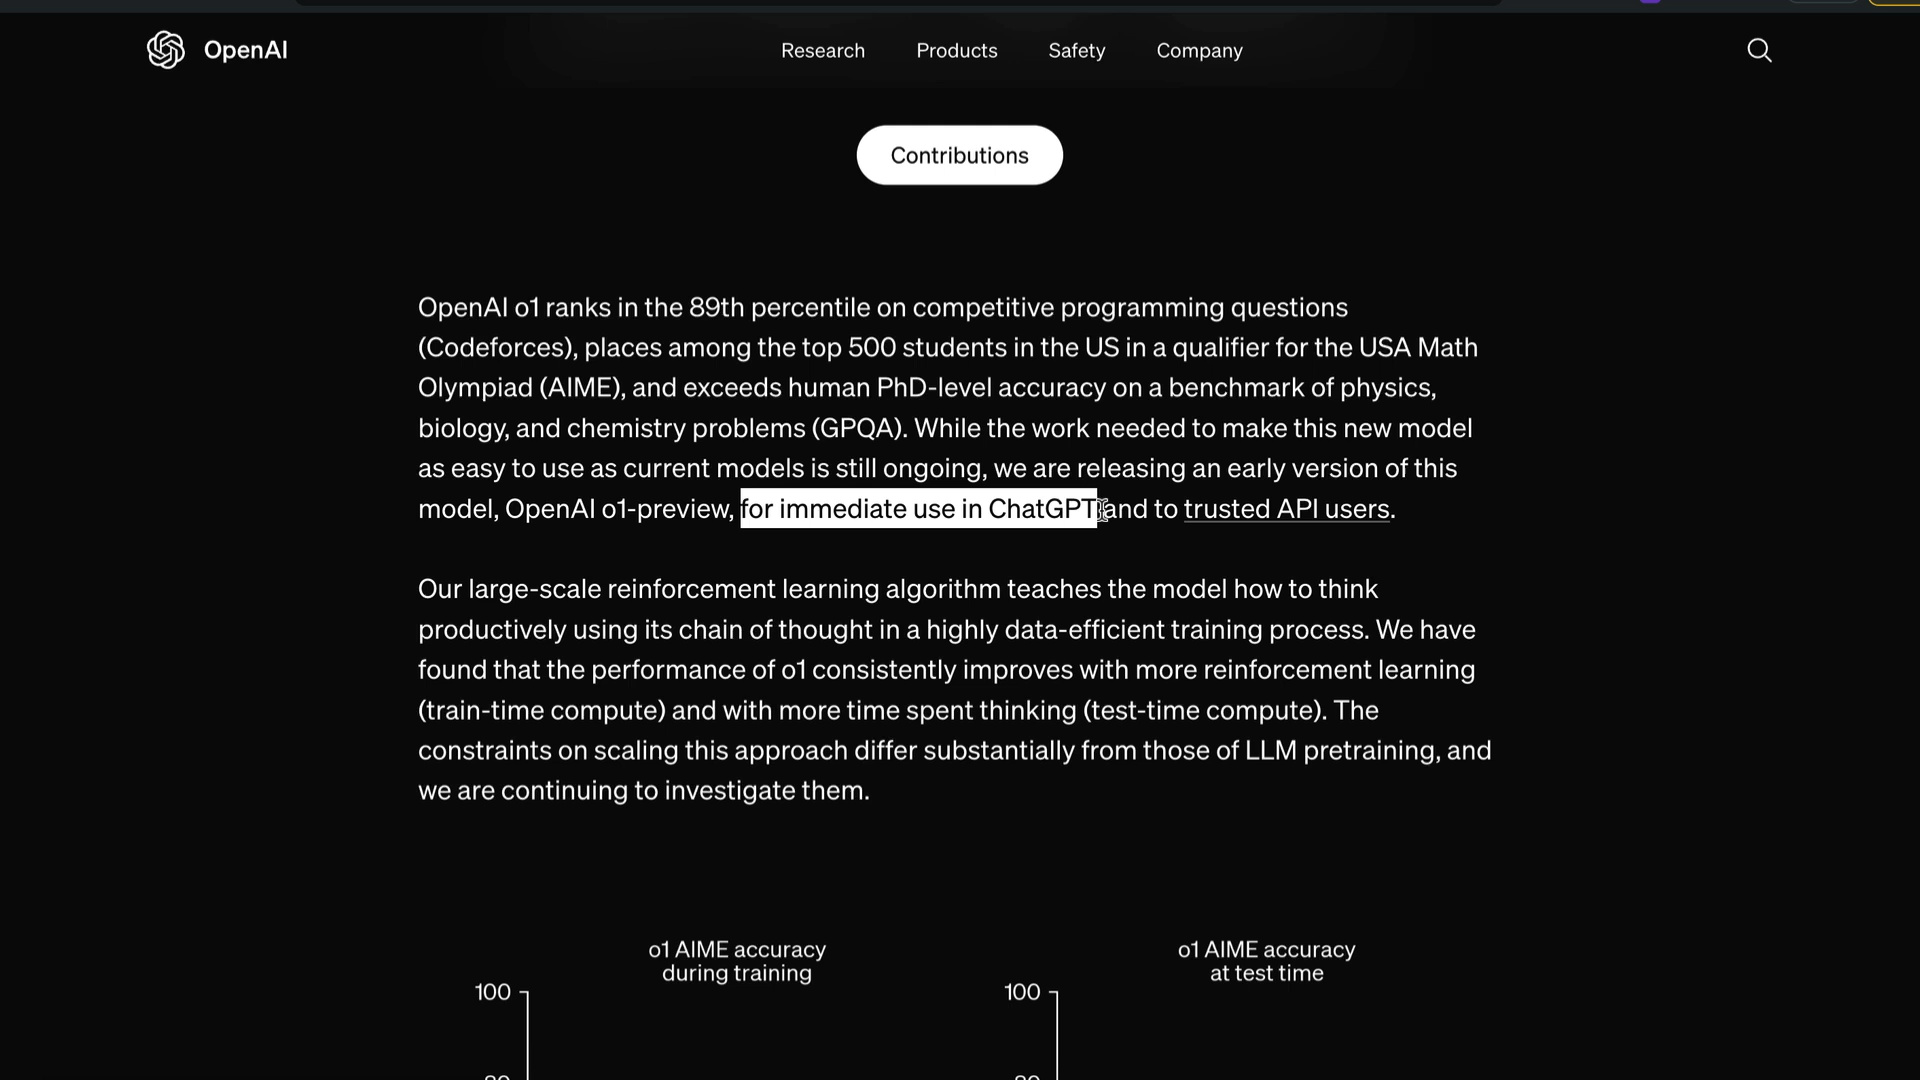 OpenAI
Research Products Safety Company
Contributions
OpenAI o1 ranks in the 89th percentile on competitive programming questions
(Codeforces), places among the top 500 students in the US in a qualifier for the USA Math
Olympiad (AIME), and exceeds human PhD-level accuracy on a benchmark of physics,
biology, and chemistry problems (GPQA). While the work needed to make this new model
as easy to use as current models is still ongoing, we are releasing an early version of this
model, OpenAI o1-preview, for immediate use in ChatGPT and to trusted API users.
Our large-scale reinforcement learning algorithm teaches the model how to think
productively using its chain of thought in a highly data-efficient training process. We have
found that the performance of o1 consistently improves with more reinforcement learning
(train-time compute) and with more time spent thinking (test-time compute). The
constraints on scaling this approach differ substantially from those of LLM pretraining, and
we are continuing to investigate them.
o1 AIME accuracy
during training
100
o1 AIME accuracy
at test time
100